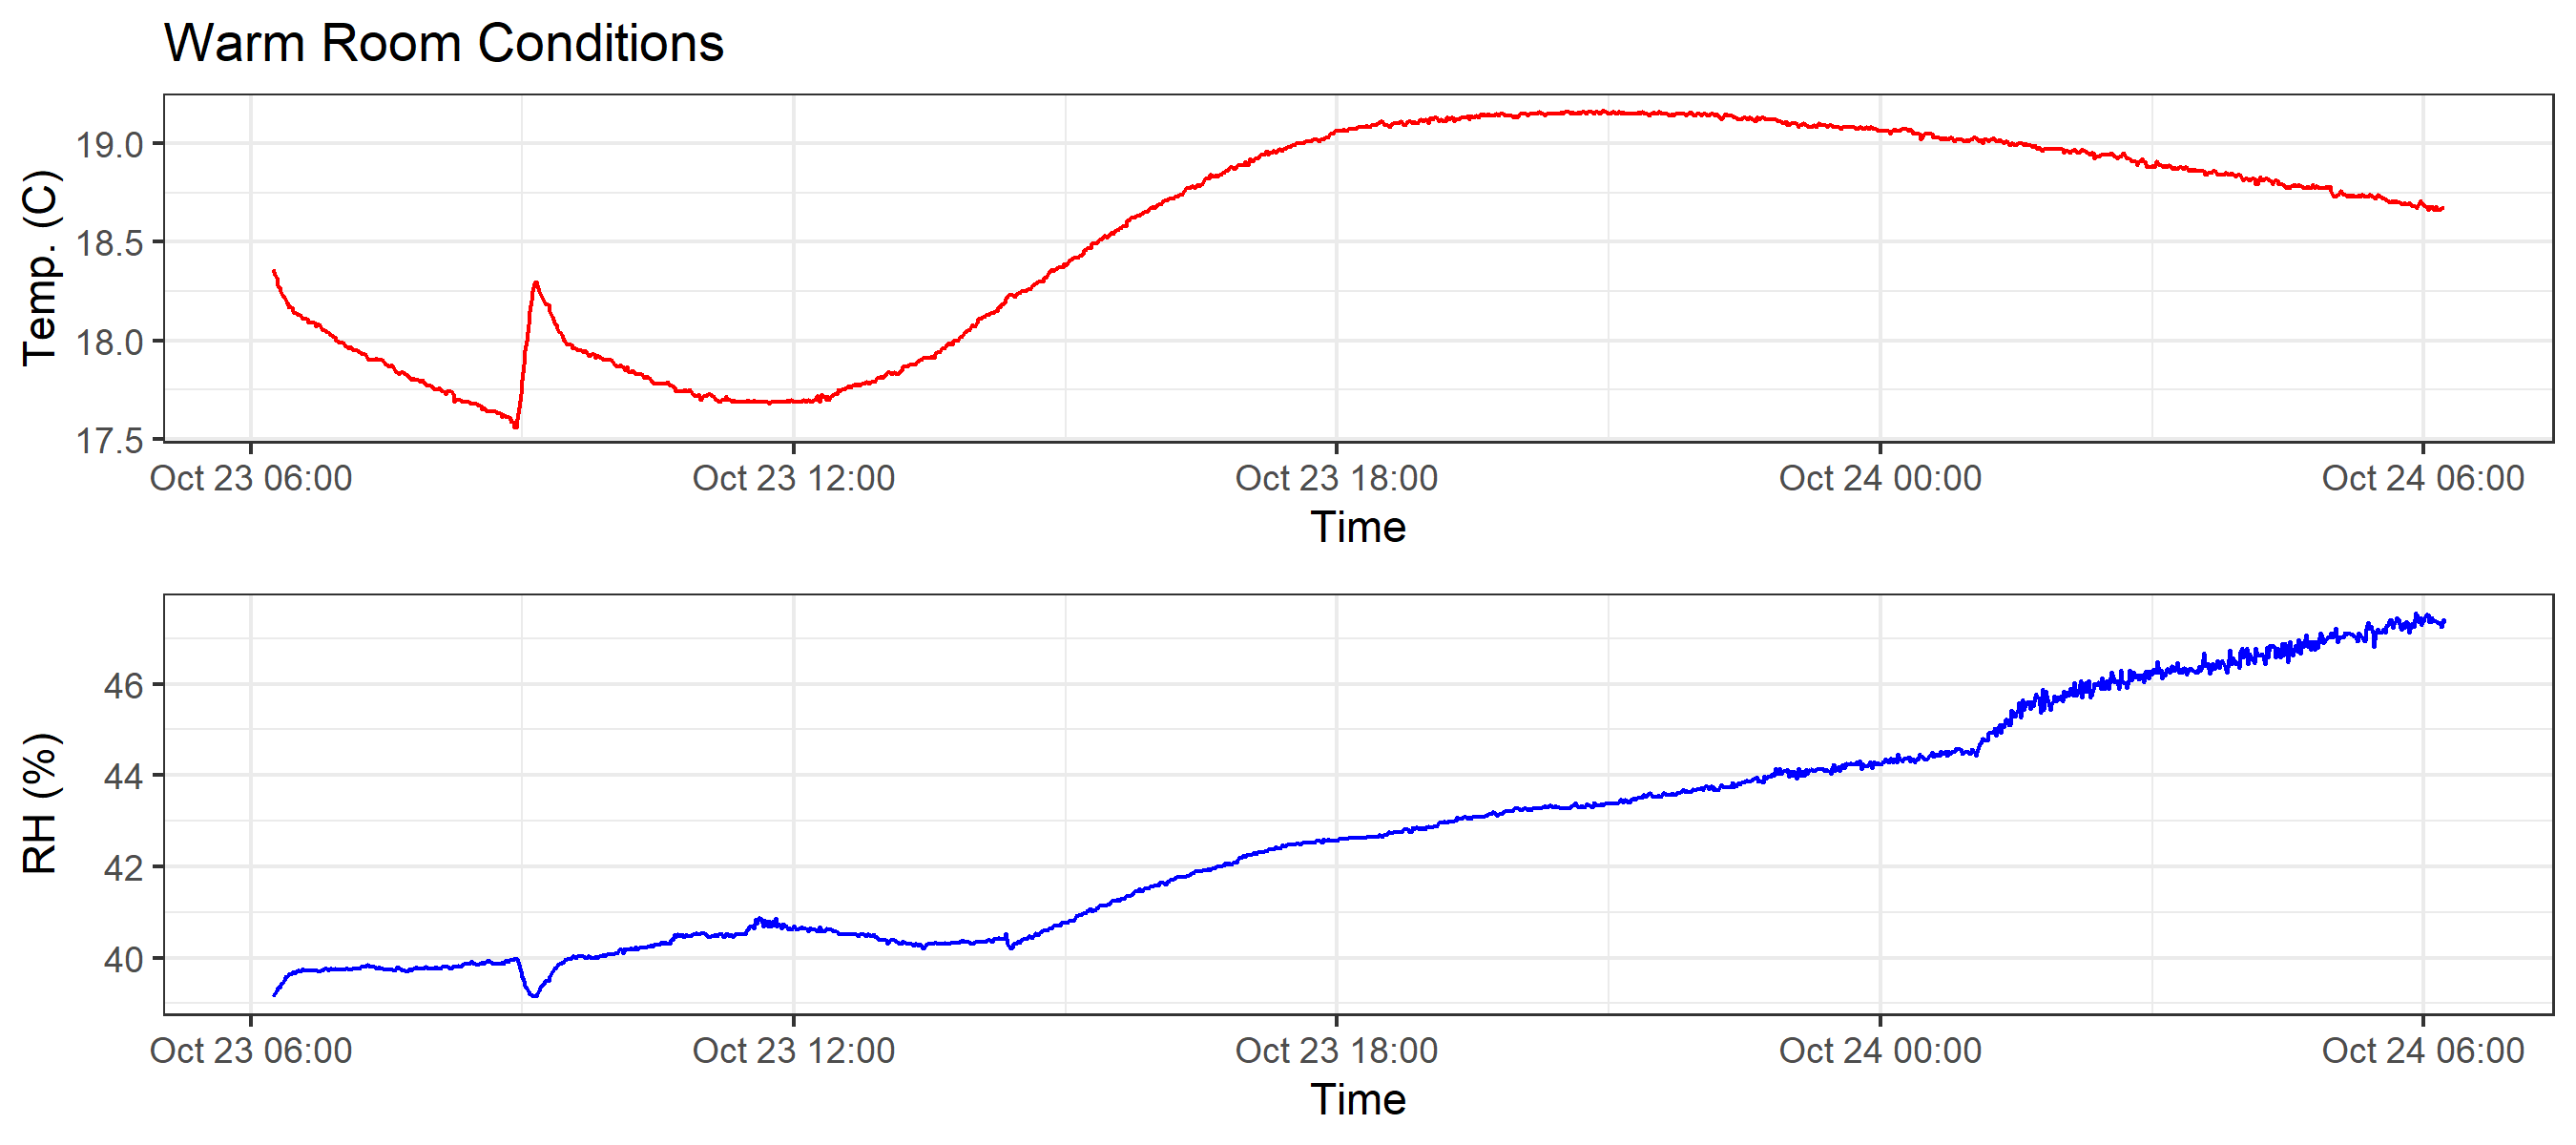 Warm Room Conditions
Temp. (C)
19.0
18.5
18.0
17.5
Oct 23 06:00 Oct 23 12:00 Oct 23 18:00 Oct 24 00:00 Oct 24 06:00
Time
RH (%)
46
44
42
40
Oct 23 06:00 Oct 23 12:00 Oct 23 18:00 Oct 24 00:00 Oct 24 06:00
Time